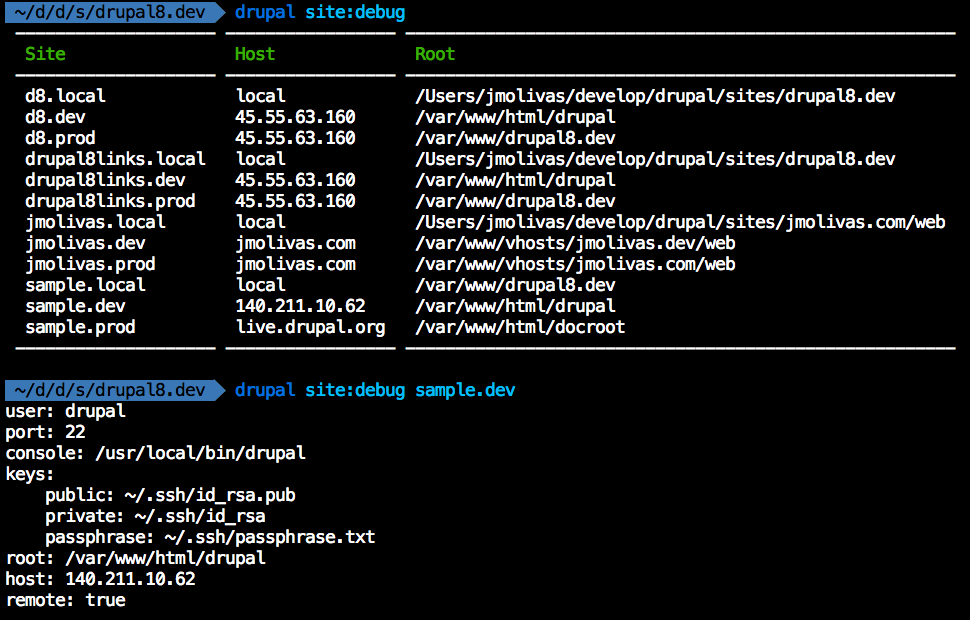 ~/d/d/s/drupal8.dev drupal site:debug
Site Host Root
d8.local local /Users/jmolivas/develop/drupal/sites/drupal8.dev
d8.dev 45.55.63.160 /var/www/html/drupal
d8.prod 45.55.63.160 /var/www/drupal8.dev
drupal8links.local local /Users/jmolivas/develop/drupal/sites/drupal8.dev
drupal8links.dev 45.55.63.160 /var/www/html/drupal
drupal8links.prod 45.55.63.160 /var/www/drupal8.dev
jmolivas.local local /Users/jmolivas/develop/drupal/sites/jmolivas.com/web
jmolivas.dev jmolivas.com /var/www/vhosts/jmolivas.dev/web
jmolivas.prod jmolivas.com /var/www/vhosts/jmolivas.com/web
sample.local local /var/www/drupal8.dev
sample.dev 140.211.10.62 /var/www/html/drupal
sample.prod live.drupal.org /var/www/html/docroot
~/d/d/s/drupal8.dev drupal site:debug sample.dev
user: drupal
port: 22
console: /usr/local/bin/drupal
keys:
    public: ~/.ssh/id_rsa.pub
    private: ~/.ssh/id_rsa
    passphrase: ~/.ssh/passphrase.txt
root: /var/www/html/drupal
host: 140.211.10.62
remote: true